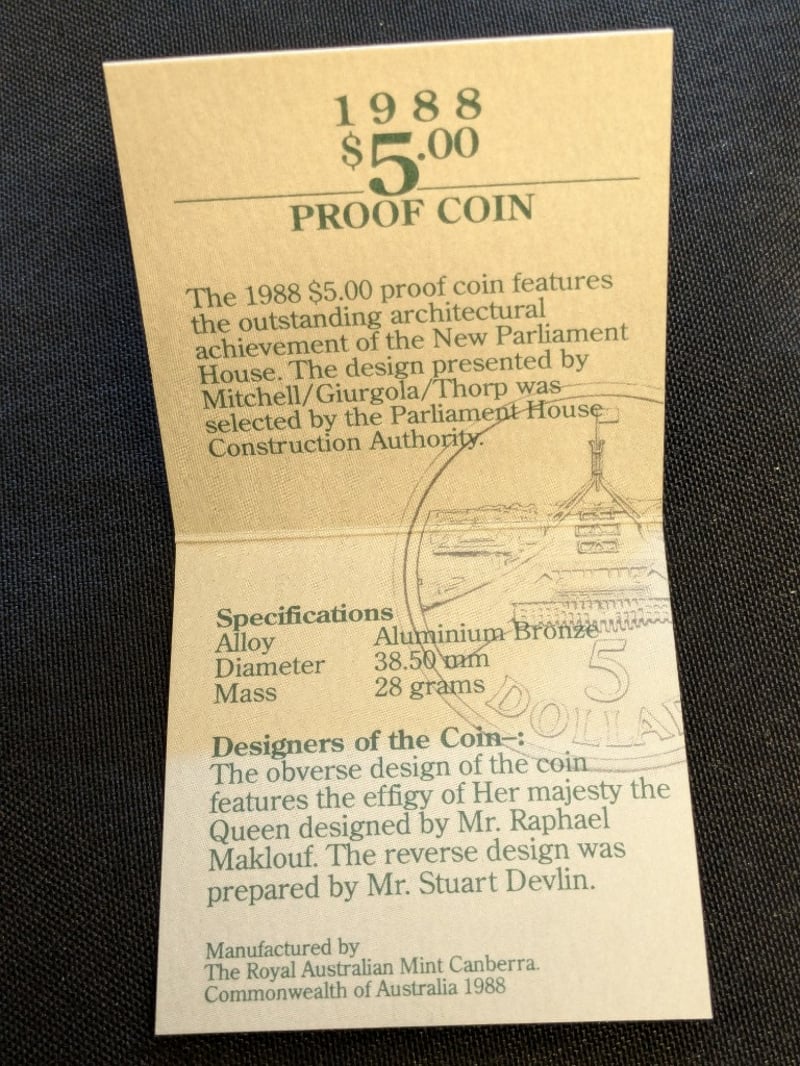 1988
$5.00
PROOF COIN
The 1988 $5.00 proof coin features
the outstanding architectural
achievement of the New Parliament
House. The design presented by
Mitchell/Giurgola/Thorp was
selected by the Parliament House
Construction Authority.
Specifications
Alloy Aluminium Bronze
Diameter 38.50 mm
Mass 28 grams
5
DOLLA
Designers of the Coin–:
The obverse design of the coin
features the effigy of Her majesty the
Queen designed by Mr. Raphael
Maklouf. The reverse design was
prepared by Mr. Stuart Devlin.
Manufactured by
The Royal Australian Mint Canberra.
Commonwealth of Australia 1988